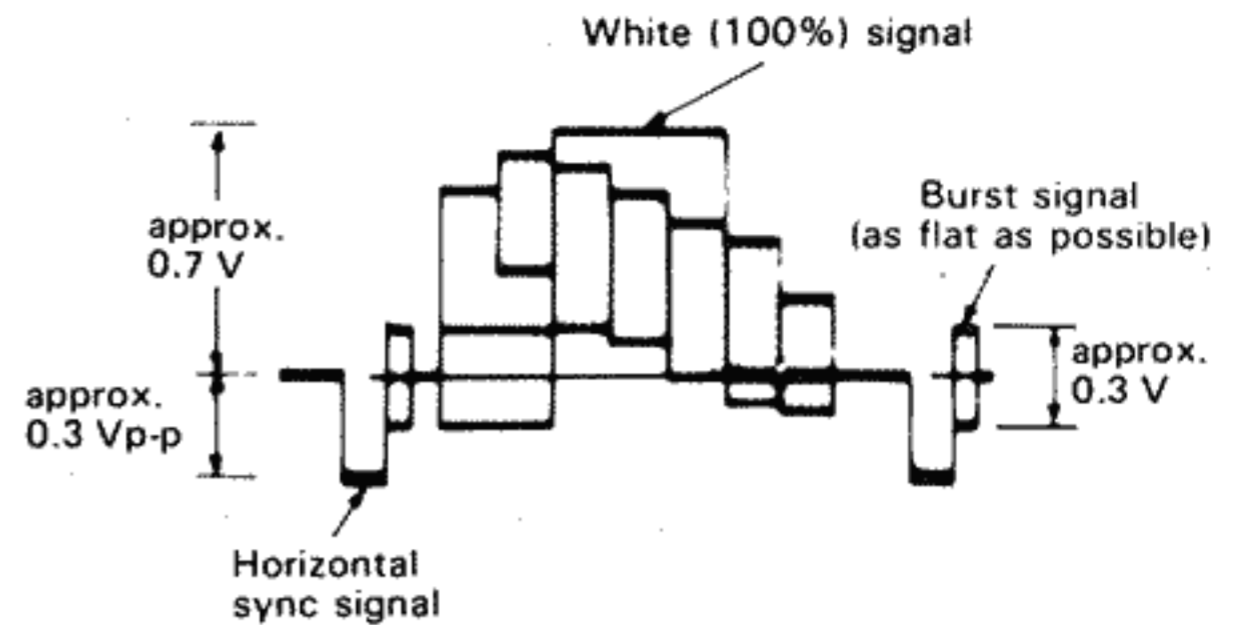 White (100%) signal
Burst signal
(as flat as possible)
approx.
0.7 V
approx.
0.3 V
approx.
0.3 Vp-p
Horizontal
sync signal